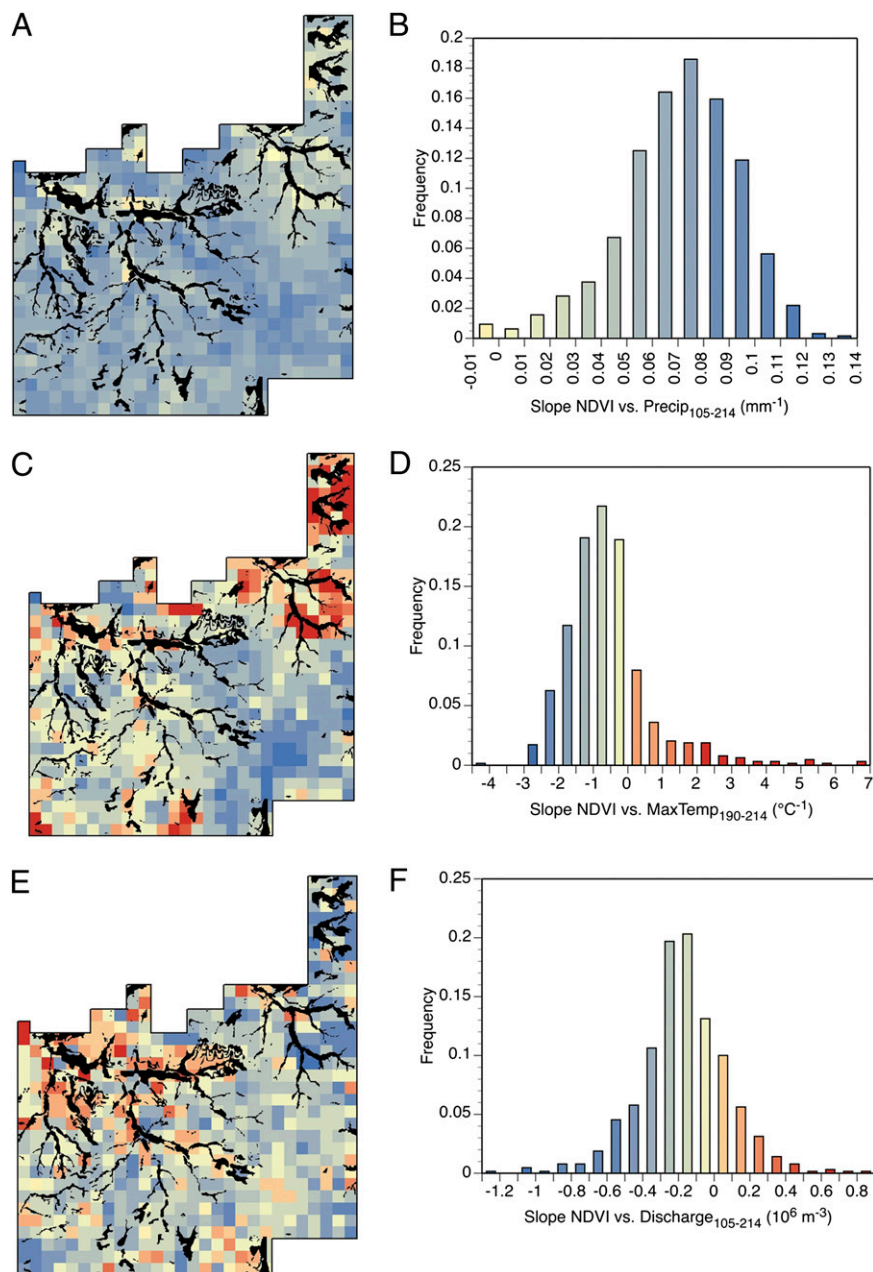 A
B
0.2
0.18
0.16
0.14
0.12
0.1
0.08
0.06
0.04
0.02
0
Frequency
-0.01
0
0.01
0.02
0.03
0.04
0.05
0.06
0.07
0.08
0.09
0.1
0.11
0.12
0.13
0.14
Slope NDVI vs. Precip105-214 (mm-1)
C
D
0.25
0.2
0.15
0.1
0.05
0
Frequency
-4 -3 -2 -1 0 1 2 3 4 5 6 7
Slope NDVI vs. MaxTemp190-214 (°C-1)
E
F
0.25
0.2
0.15
0.1
0.05
0
Frequency
-1.2 -1 -0.8 -0.6 -0.4 -0.2 0 0.2 0.4 0.6 0.8
Slope NDVI vs. Discharge105-214 (106 m-3)